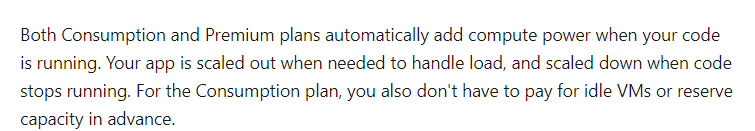 Both Consumption and Premium plans automatically add compute power when your code
is running. Your app is scaled out when needed to handle load, and scaled down when code
stops running. For the Consumption plan, you also don't have to pay for idle VMs or reserve
capacity in advance.